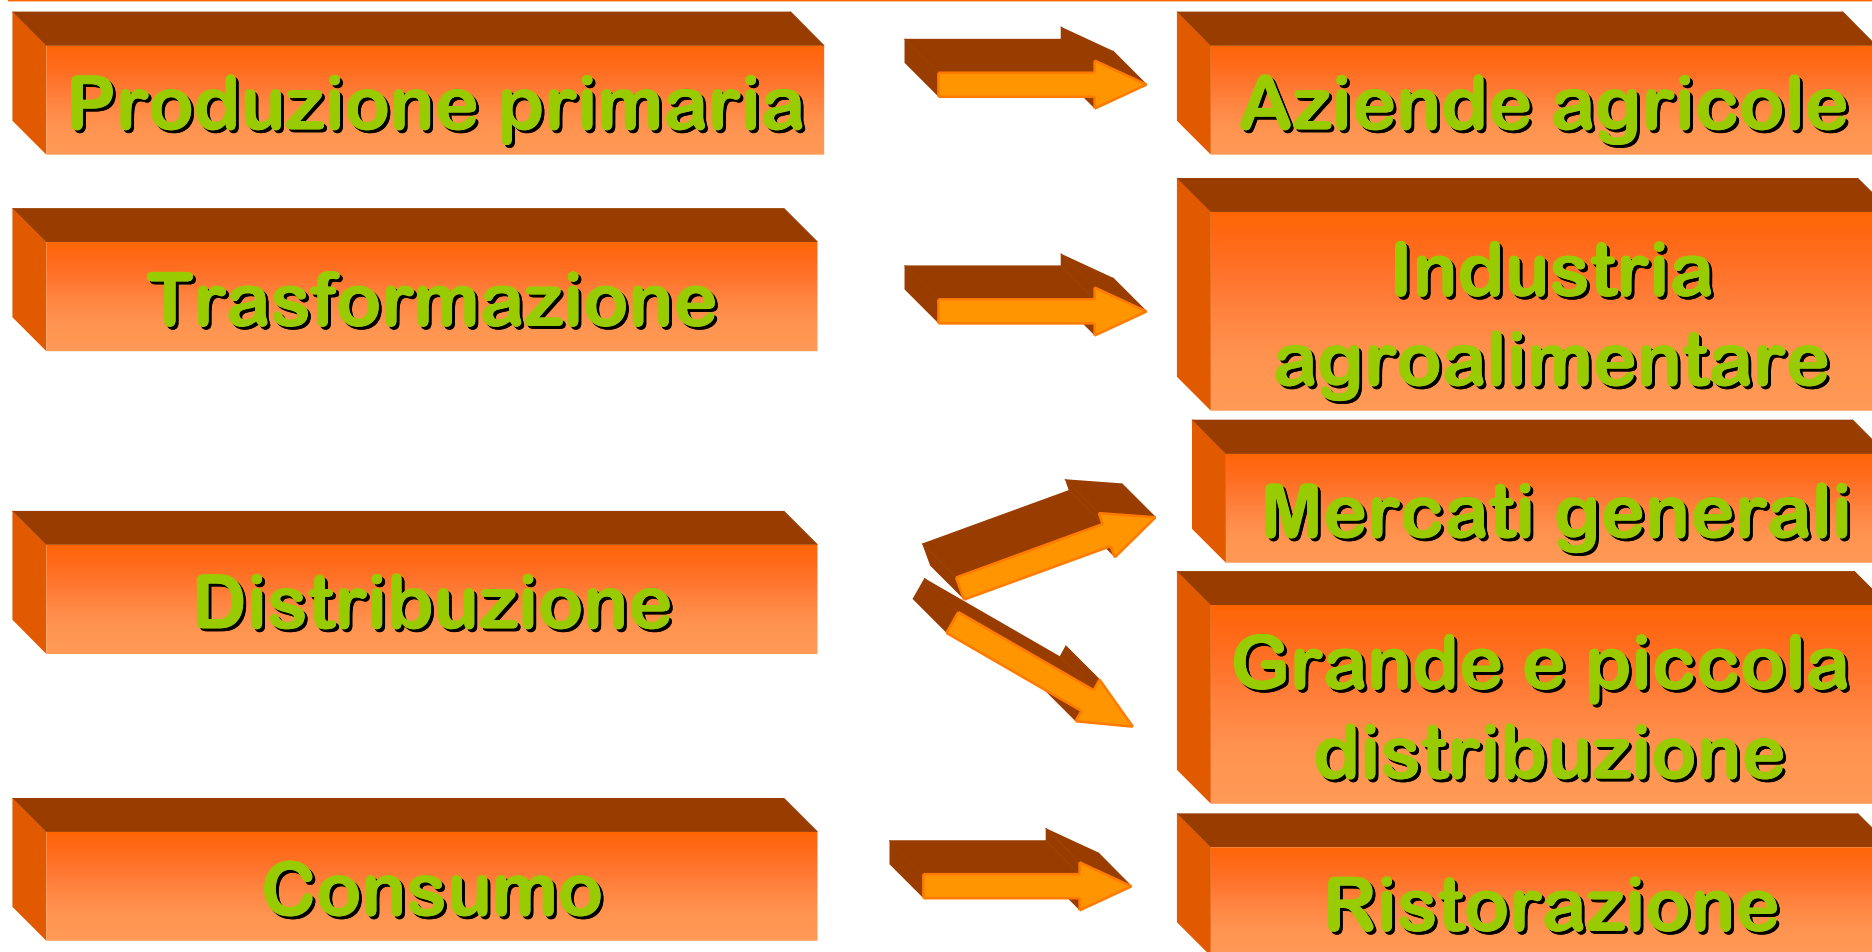 Produzione primaria
Aziende agricole
Trasformazione
Industria
agroalimentare
Distribuzione
Mercati generali
Grande e piccola
distribuzione
Consumo
Ristorazione